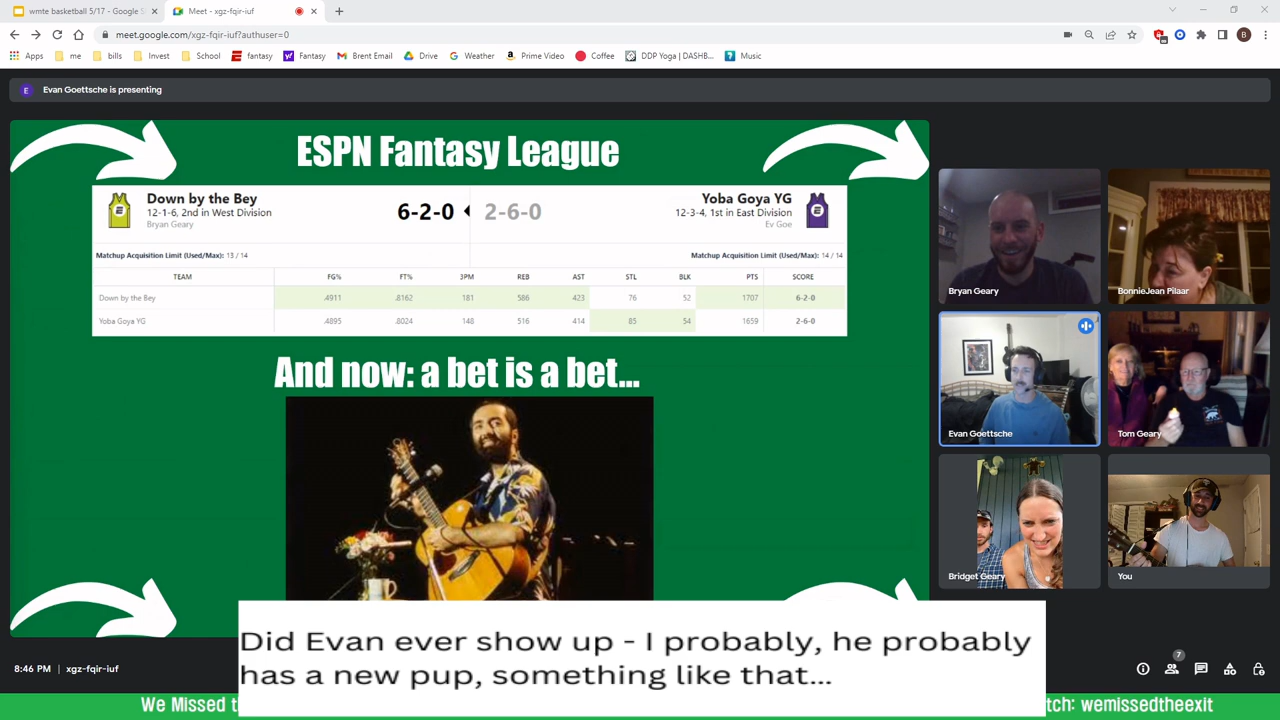 wmte basketball 5/17 - Google S
Meet - xgz-fqir-iuf
meet.google.com/xgz-fqir-iuf?authuser=0
Apps me bills Invest School fantasy Fantasy Brent Email Drive Weather Prime Video Coffee DDP Yoga | DASHB... Music
E Evan Goettsche is presenting
ESPN Fantasy League
Down by the Bey
12-1-6, 2nd in West Division
Bryan Geary
6-2-0 2-6-0
Yoba Goya YG
12-3-4, 1st in East Division
Ev Goe
Matchup Acquisition Limit (Used/Max): 13 / 14 Matchup Acquisition Limit (Used/Max): 14 / 14
TEAM FG% FT% 3PM REB AST STL BLK PTS SCORE
Down by the Bey .4911 .8162 181 586 423 76 52 1707 6-2-0
Yoba Goya YG .4895 .8024 148 516 414 85 54 1659 2-6-0
And now: a bet is a bet...
Bryan Geary
BonnieJean Pilaar
Evan Goettsche
Tom Geary
Bridget Geary
You
Did Evan ever show up - I probably, he probably
has a new pup, something like that...
8:46 PM | xgz-fqir-iuf
7
We Missed t
tch: wemissedtheexit